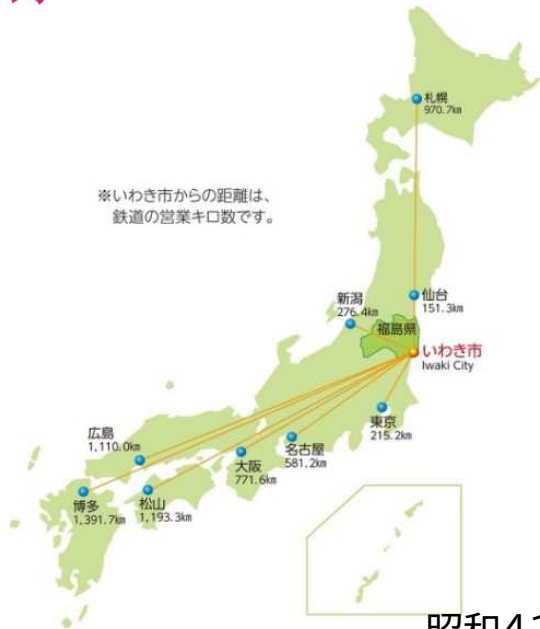 札幌
970.7km
※いわき市からの距離は、
鉄道の営業キロ数です。
仙台
151.3km
新潟
276.4km
福島県
いわき市
Iwaki City
東京
215.2km
広島
1,110.0km
名古屋
581.2km
大阪
771.6km
博多
1,391.7km
松山
1,193.3km